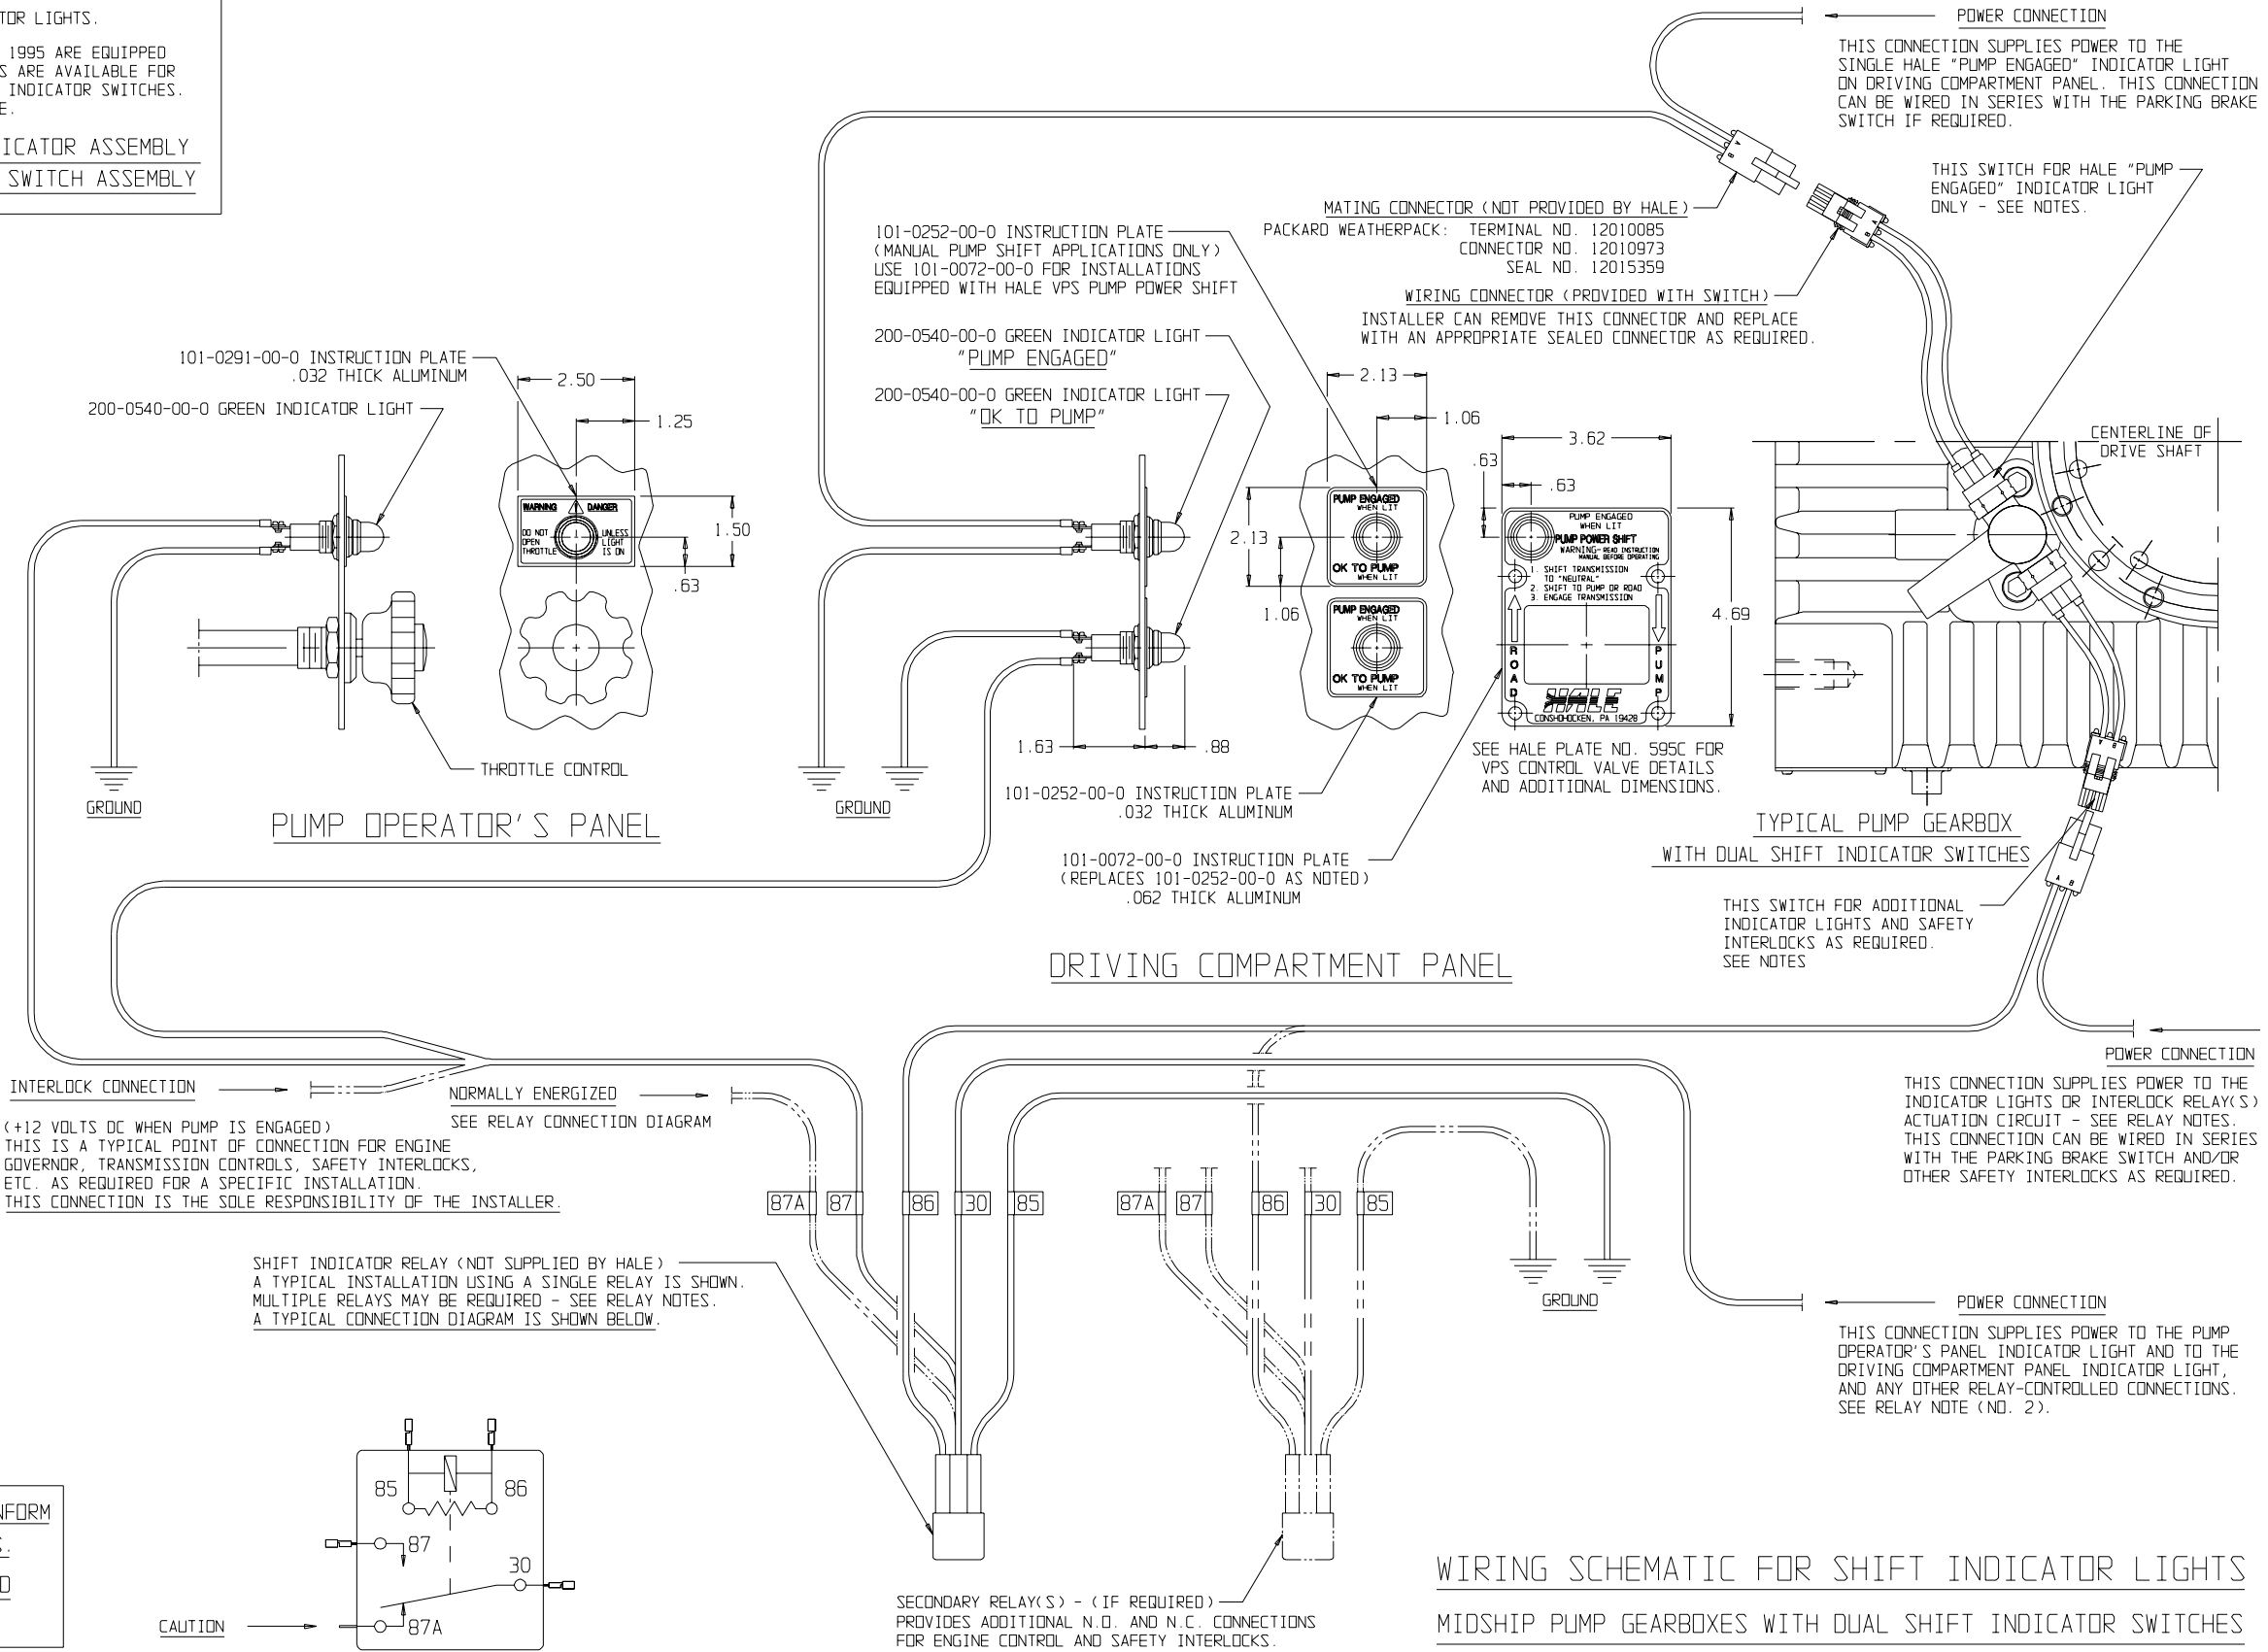 TOR LIGHTS.
1995 ARE EQUIPPED
S ARE AVAILABLE FOR
INDICATOR SWITCHES.
E.
ICATOR ASSEMBLY
SWITCH ASSEMBLY
POWER CONNECTION
THIS CONNECTION SUPPLIES POWER TO THE
SINGLE HALE "PUMP ENGAGED" INDICATOR LIGHT
ON DRIVING COMPARTMENT PANEL. THIS CONNECTION
CAN BE WIRED IN SERIES WITH THE PARKING BRAKE
SWITCH IF REQUIRED.
A
B
THIS SWITCH FOR HALE "PUMP
ENGAGED" INDICATOR LIGHT
ONLY - SEE NOTES.
MATING CONNECTOR (NOT PROVIDED BY HALE)
PACKARD WEATHERPACK: TERMINAL NO. 12010085
CONNECTOR NO. 12010973
SEAL NO. 12015359
A
B
WIRING CONNECTOR (PROVIDED WITH SWITCH)
INSTALLER CAN REMOVE THIS CONNECTOR AND REPLACE
WITH AN APPROPRIATE SEALED CONNECTOR AS REQUIRED.
101-0252-00-0 INSTRUCTION PLATE
(MANUAL PUMP SHIFT APPLICATIONS ONLY)
USE 101-0072-00-0 FOR INSTALLATIONS
EQUIPPED WITH HALE VPS PUMP POWER SHIFT
200-0540-00-0 GREEN INDICATOR LIGHT
"PUMP ENGAGED"
200-0540-00-0 GREEN INDICATOR LIGHT
"OK TO PUMP"
101-0291-00-0 INSTRUCTION PLATE
.032 THICK ALUMINUM
200-0540-00-0 GREEN INDICATOR LIGHT
2.50
1.25
WARNING DANGER
DO NOT
OPEN
THROTTLE
UNLESS
LIGHT
IS ON
1.50
.63
THROTTLE CONTROL
GROUND
PUMP OPERATOR'S PANEL
2.13
1.06
PUMP ENGAGED
WHEN LIT
OK TO PUMP
WHEN LIT
2.13
1.06
PUMP ENGAGED
WHEN LIT
OK TO PUMP
WHEN LIT
1.63
.88
GROUND
3.62
.63
.63
PUMP ENGAGED
WHEN LIT
PUMP POWER SHIFT
WARNING- READ INSTRUCTION
MANUAL BEFORE OPERATING
1. SHIFT TRANSMISSION
TO "NEUTRAL"
2. SHIFT TO PUMP OR ROAD
3. ENGAGE TRANSMISSION
ROAD
PUMP
HALE
CONSHOHOCKEN, PA 19428
4.69
SEE HALE PLATE NO. 595C FOR
VPS CONTROL VALVE DETAILS
AND ADDITIONAL DIMENSIONS.
101-0252-00-0 INSTRUCTION PLATE
.032 THICK ALUMINUM
101-0072-00-0 INSTRUCTION PLATE
(REPLACES 101-0252-00-0 AS NOTED)
.062 THICK ALUMINUM
DRIVING COMPARTMENT PANEL
CENTERLINE OF
DRIVE SHAFT
A B
TYPICAL PUMP GEARBOX
WITH DUAL SHIFT INDICATOR SWITCHES
A B
THIS SWITCH FOR ADDITIONAL
INDICATOR LIGHTS AND SAFETY
INTERLOCKS AS REQUIRED.
SEE NOTES
POWER CONNECTION
THIS CONNECTION SUPPLIES POWER TO THE
INDICATOR LIGHTS OR INTERLOCK RELAY(S)
ACTUATION CIRCUIT - SEE RELAY NOTES.
THIS CONNECTION CAN BE WIRED IN SERIES
WITH THE PARKING BRAKE SWITCH AND/OR
OTHER SAFETY INTERLOCKS AS REQUIRED.
INTERLOCK CONNECTION
(+12 VOLTS DC WHEN PUMP IS ENGAGED)
THIS IS A TYPICAL POINT OF CONNECTION FOR ENGINE
GOVERNOR, TRANSMISSION CONTROLS, SAFETY INTERLOCKS,
ETC. AS REQUIRED FOR A SPECIFIC INSTALLATION.
THIS CONNECTION IS THE SOLE RESPONSIBILITY OF THE INSTALLER.
NORMALLY ENERGIZED
SEE RELAY CONNECTION DIAGRAM
87A 87 86 30 85
87A 87 86 30 85
GROUND
SHIFT INDICATOR RELAY (NOT SUPPLIED BY HALE)
A TYPICAL INSTALLATION USING A SINGLE RELAY IS SHOWN.
MULTIPLE RELAYS MAY BE REQUIRED - SEE RELAY NOTES.
A TYPICAL CONNECTION DIAGRAM IS SHOWN BELOW.
POWER CONNECTION
THIS CONNECTION SUPPLIES POWER TO THE PUMP
OPERATOR'S PANEL INDICATOR LIGHT AND TO THE
DRIVING COMPARTMENT PANEL INDICATOR LIGHT,
AND ANY OTHER RELAY-CONTROLLED CONNECTIONS.
SEE RELAY NOTE (NO. 2).
NFORM
S.
D
85
86
87
30
87A
CAUTION
SECONDARY RELAY(S) - (IF REQUIRED)
PROVIDES ADDITIONAL N.O. AND N.C. CONNECTIONS
FOR ENGINE CONTROL AND SAFETY INTERLOCKS.
WIRING SCHEMATIC FOR SHIFT INDICATOR LIGHTS
MIDSHIP PUMP GEARBOXES WITH DUAL SHIFT INDICATOR SWITCHES